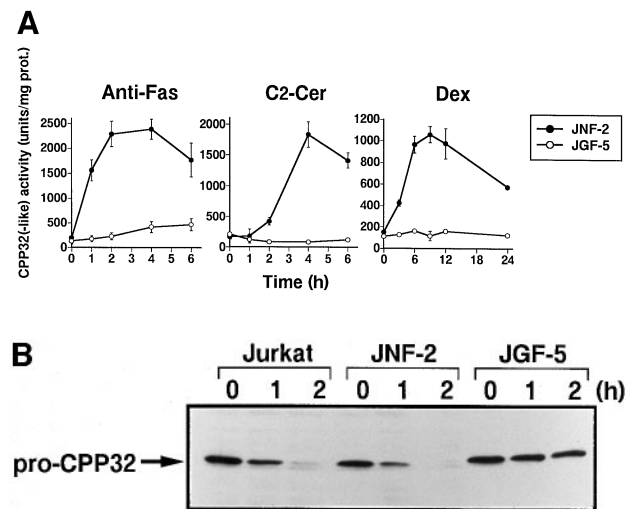 A
Anti-Fas
C2-Cer
Dex
CPP32(-like) activity (units/mg prot.)
2500
2000
1500
1000
500
0
0 1 2 3 4 5 6
2000
1500
1000
500
0
0 1 2 3 4 5 6
1200
1000
800
600
400
200
0
0 6 12 18 24
JNF-2
JGF-5
Time (h)
B
Jurkat JNF-2 JGF-5
0 1 2 0 1 2 0 1 2 (h)
pro-CPP32